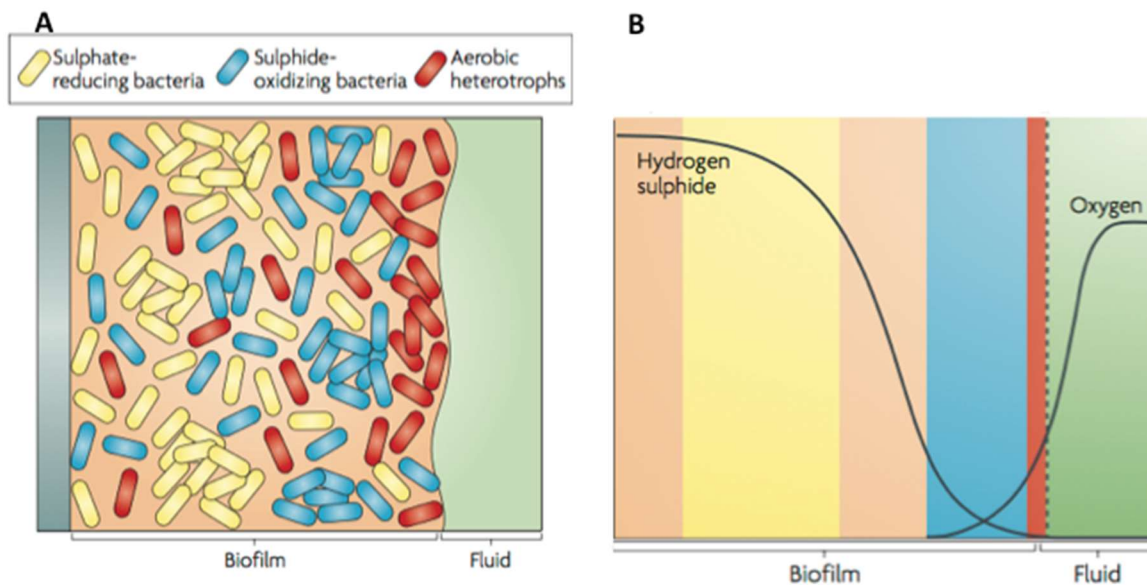 A
Sulphate-
reducing bacteria
Sulphide-
oxidizing bacteria
Aerobic
heterotrophs
Biofilm
Fluid
B
Hydrogen
sulphide
Oxygen
Biofilm
Fluid